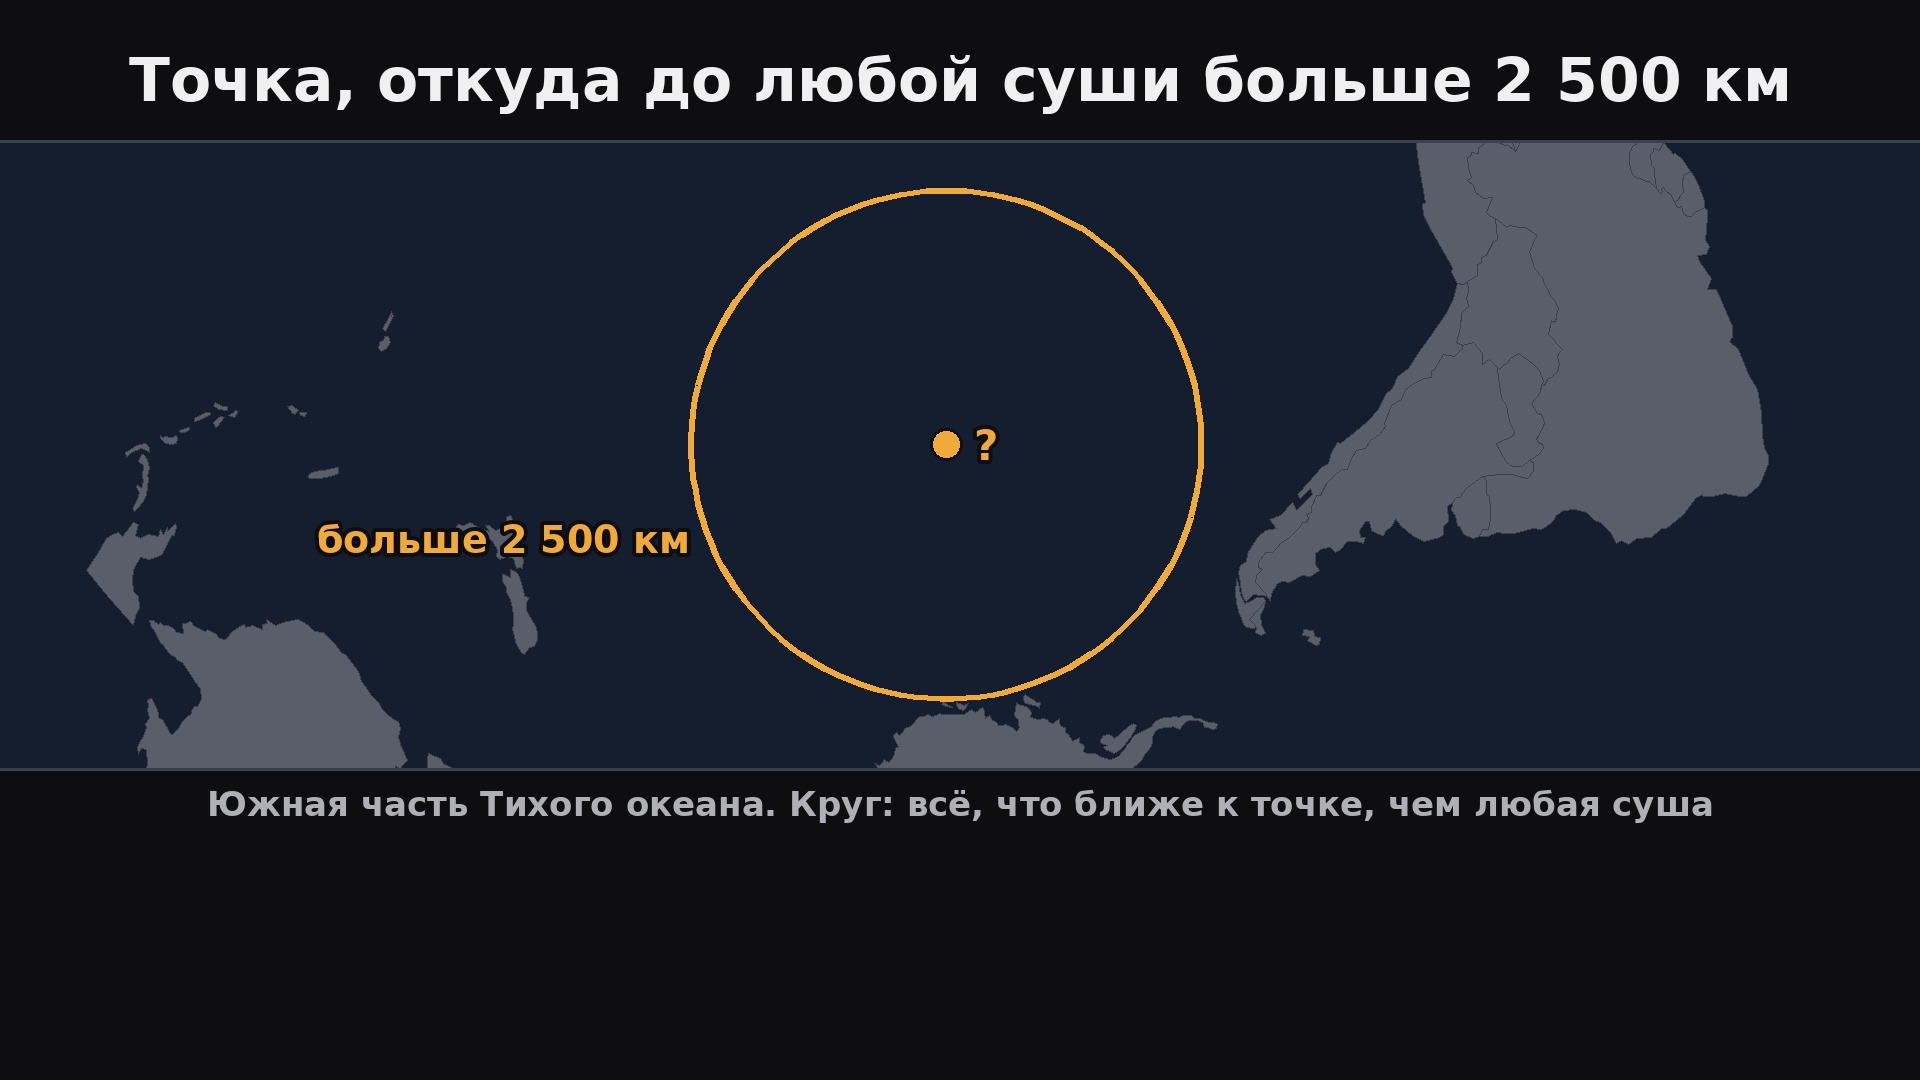 Точка, откуда до любой суши больше 2 500 км
?
больше 2 500 км
Южная часть Тихого океана. Круг: всё, что ближе к точке, чем любая суша